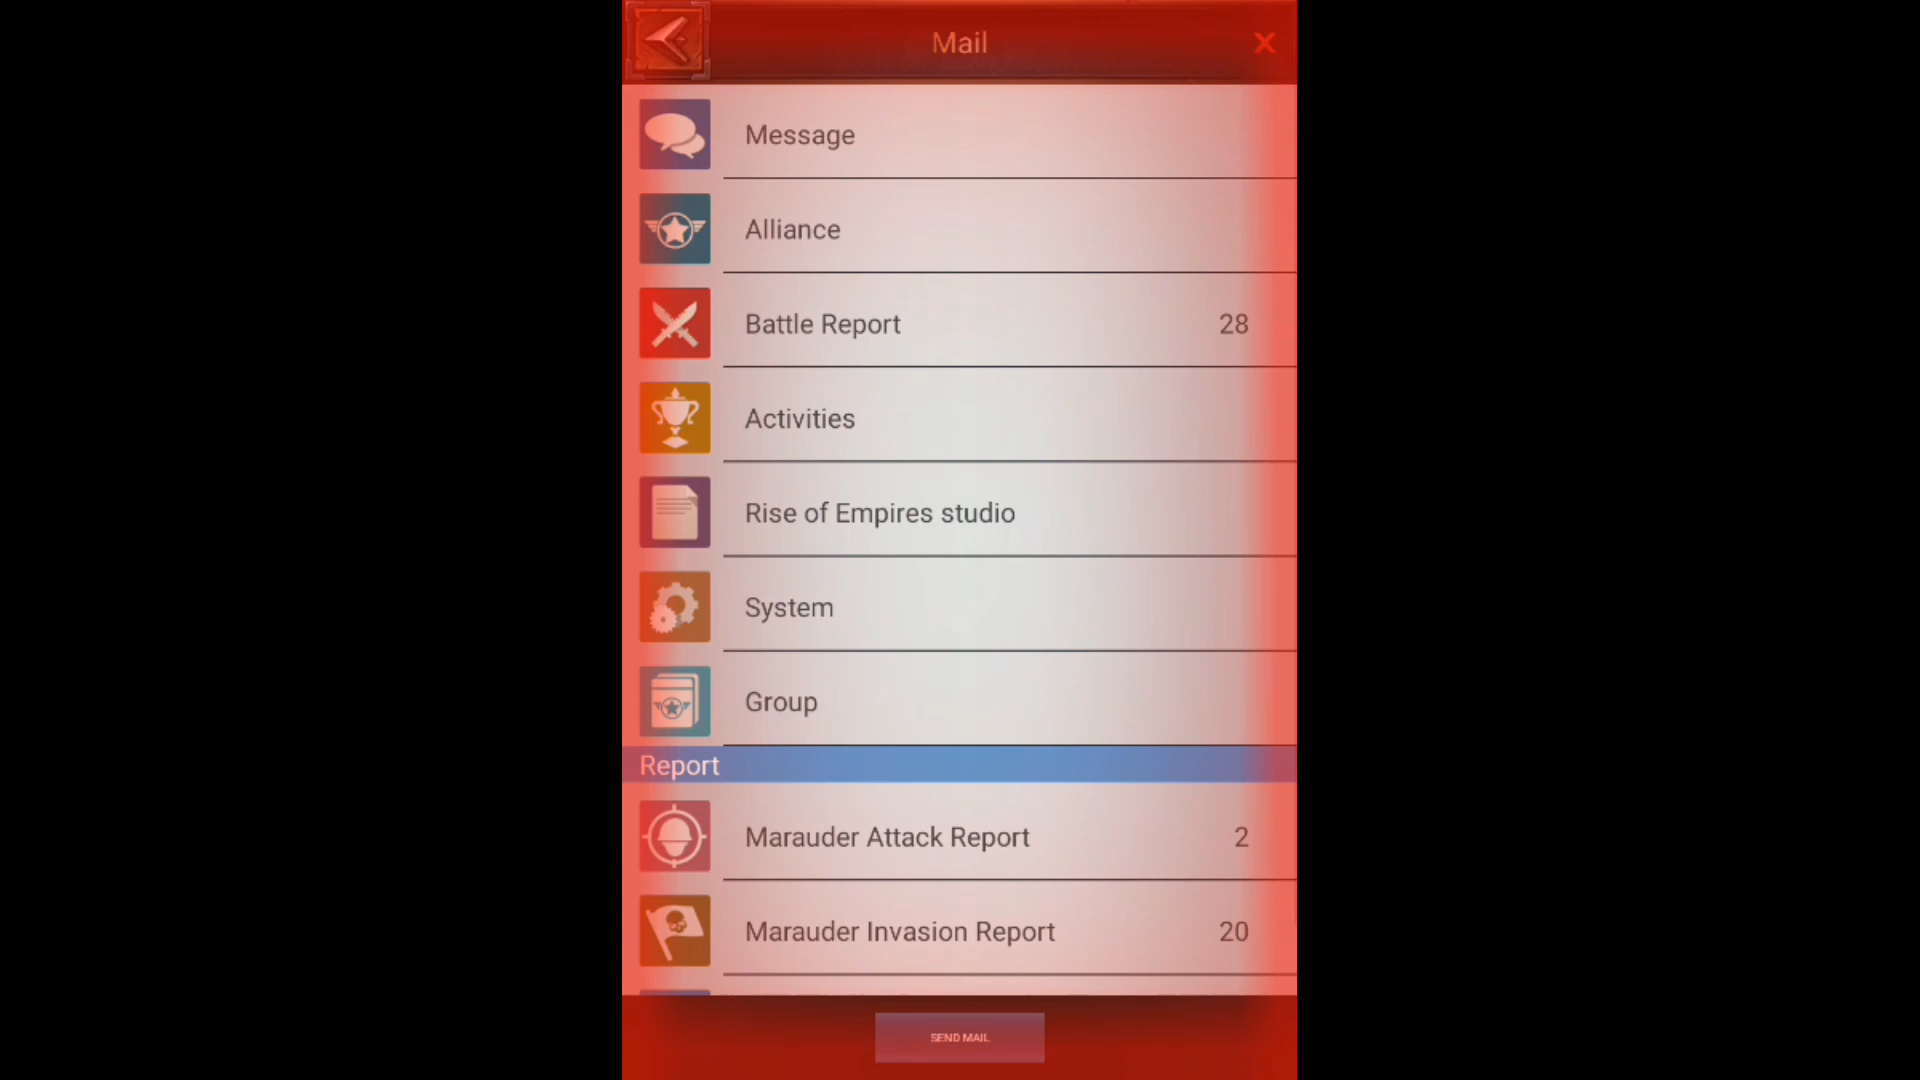 Mail
X
Message
Alliance
Battle Report 28
Activities
Rise of Empires studio
System
Group
Report
Marauder Attack Report 2
Marauder Invasion Report 20
SEND MAIL